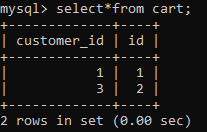 mysql> select*from cart;
+-------------+----+
| customer_id | id |
+-------------+----+
|           1 |  1 |
|           3 |  2 |
+-------------+----+
2 rows in set (0.00 sec)